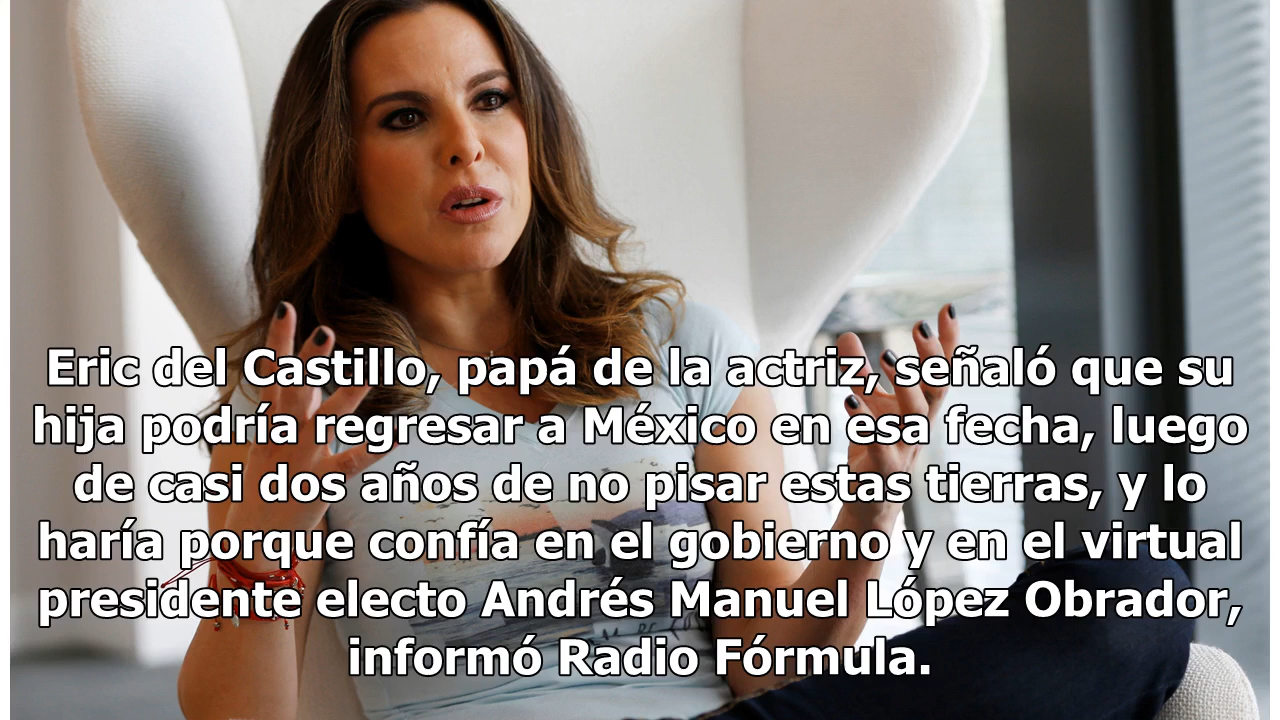 Eric del Castillo, papá de la actriz, señaló que su
hija podría regresar a México en esa fecha, luego
de casi dos años de no pisar estas tierras, y lo
haría porque confía en el gobierno y en el virtual
presidente electo Andrés Manuel López Obrador,
informó Radio Fórmula.